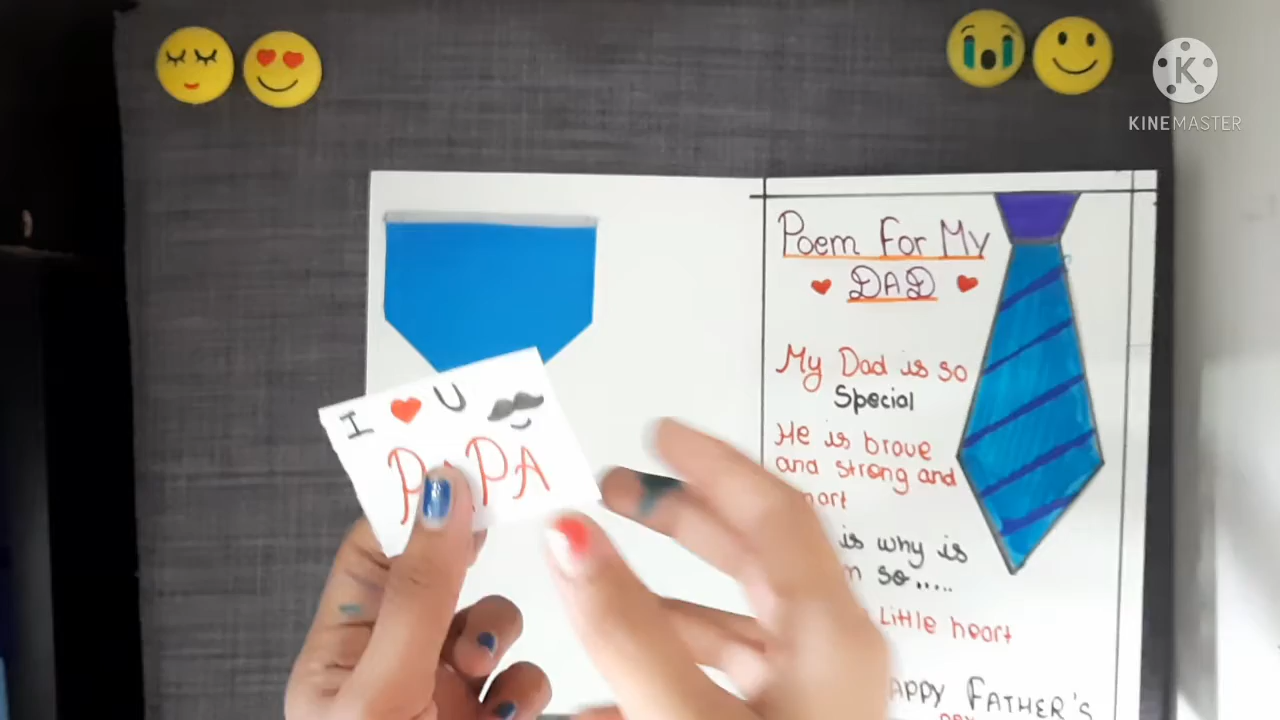 KINEMASTER
I ❤ U
PAPA
Poem For My
DAD
My Dad is so
Special
He is brave
and strong and
is why is
so.....
Little heart
FATHER'S